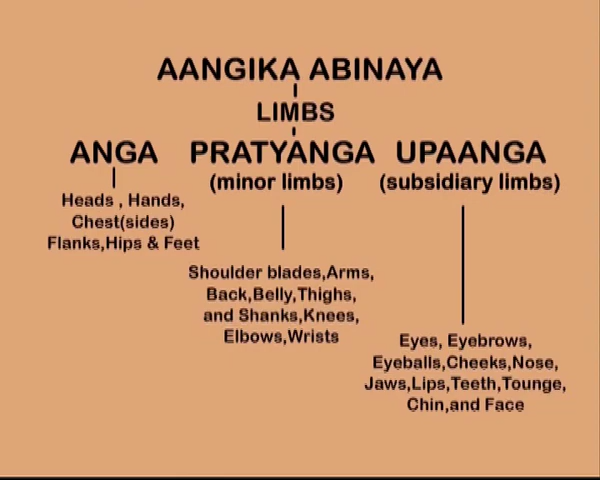 AANGIKA ABINAYA
LIMBS
ANGA
Heads , Hands,
Chest(sides)
Flanks,Hips & Feet
PRATYANGA
(minor limbs)
Shoulder blades,Arms,
Back,Belly,Thighs,
and Shanks,Knees,
Elbows,Wrists
UPAANGA
(subsidiary limbs)
Eyes, Eyebrows,
Eyeballs,Cheeks,Nose,
Jaws,Lips,Teeth,Tounge,
Chin,and Face